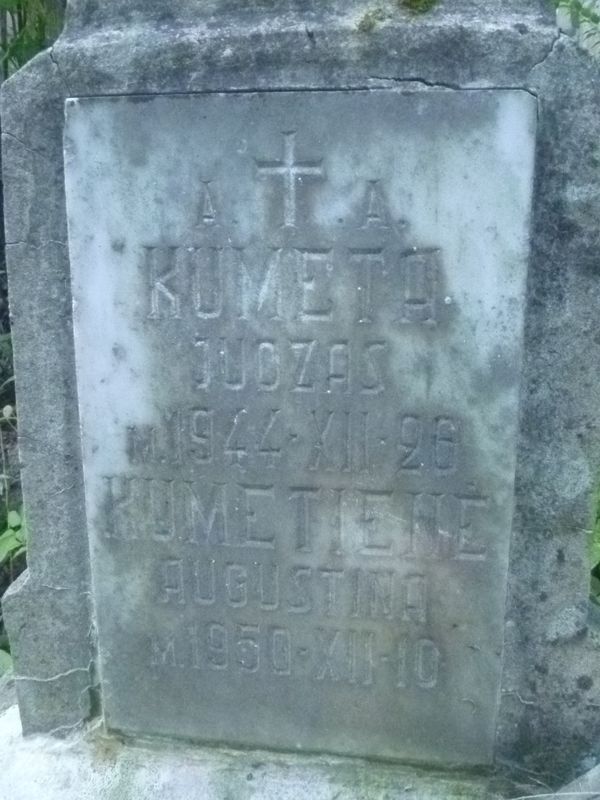 A. † A.
KUMETA
JUOZAS
M. 1944·XII·26
KUMETIENĖ
AUGUSTINA
M. 1950·XII·10